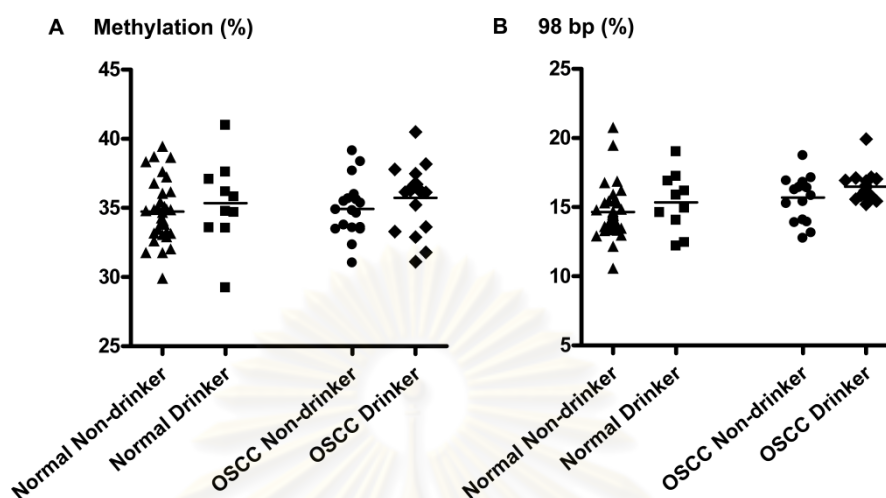 A Methylation (%)
45
40
35
30
25
Normal Non-drinker
Normal Drinker
OSCC Non-drinker
OSCC Drinker
B 98 bp (%)
25
20
15
10
5
Normal Non-drinker
Normal Drinker
OSCC Non-drinker
OSCC Drinker